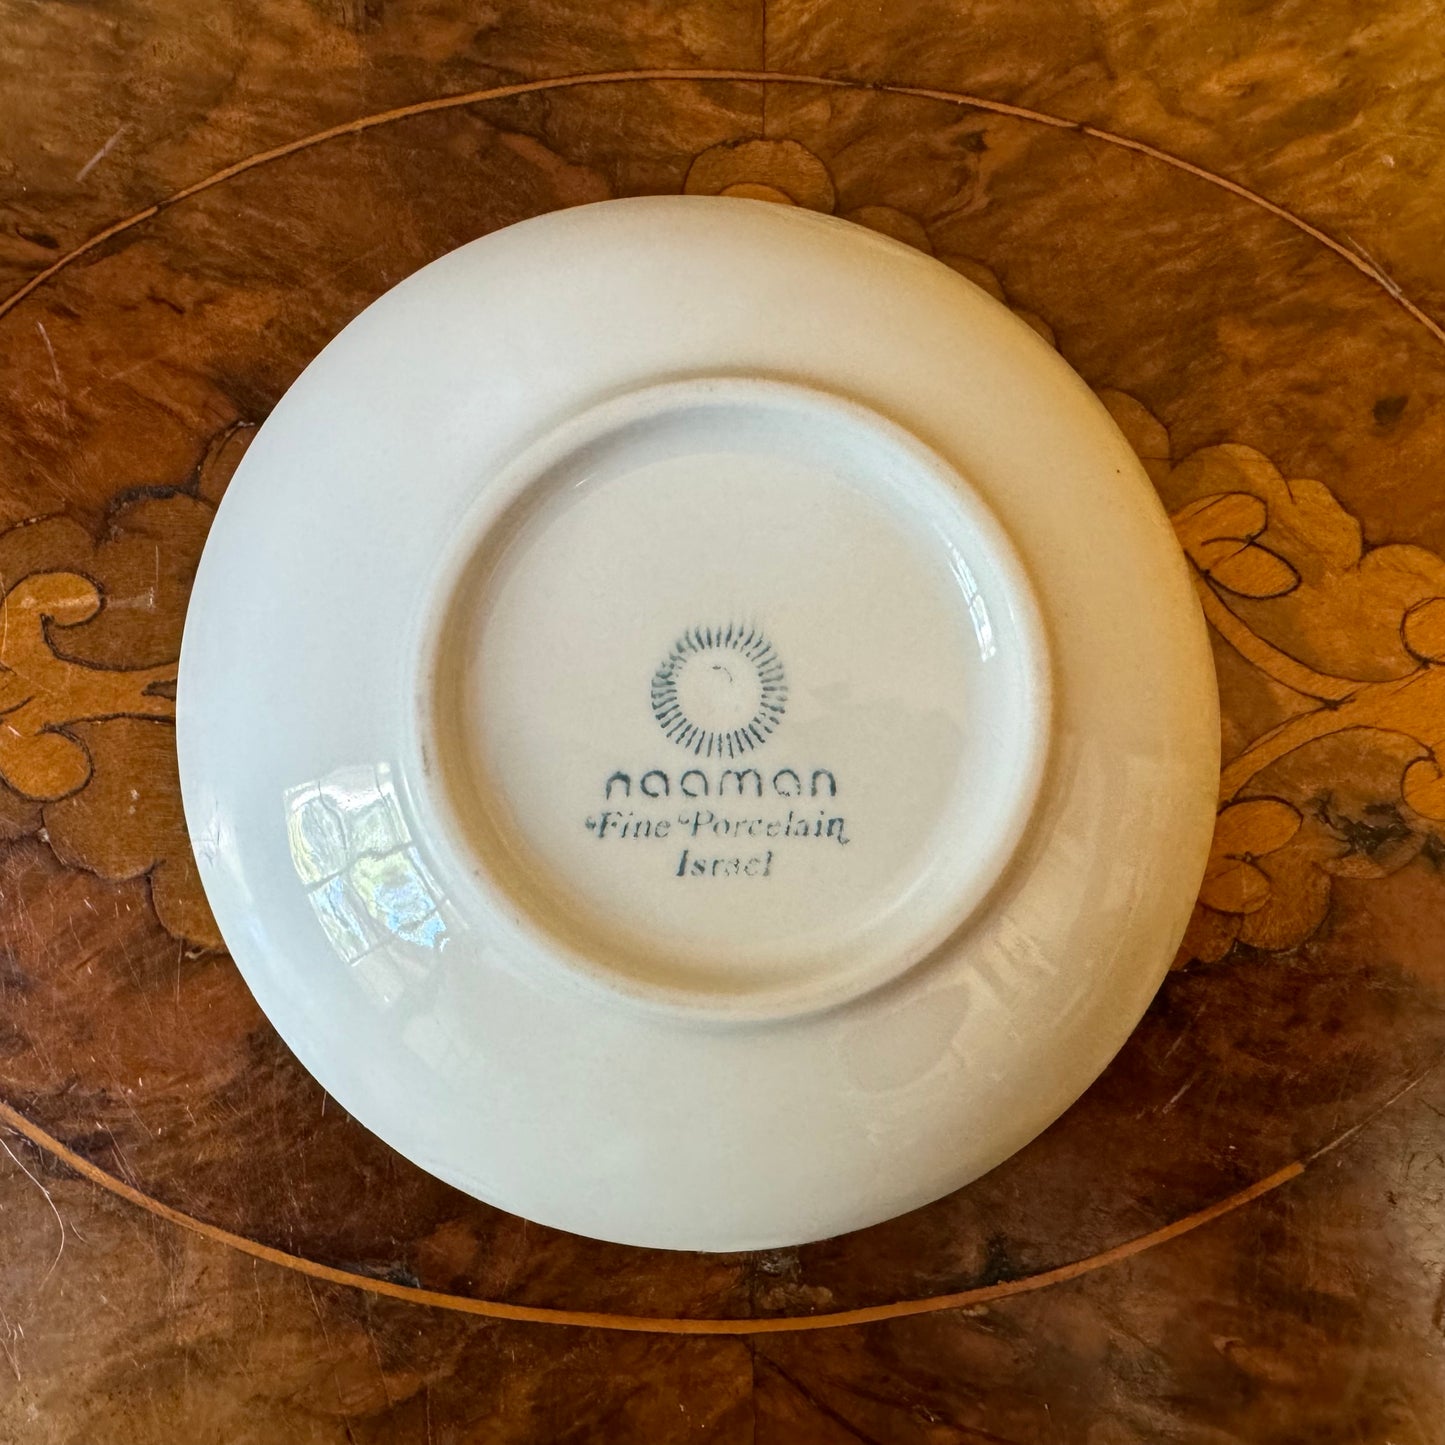 naaman
Fine Porcelain
Israel